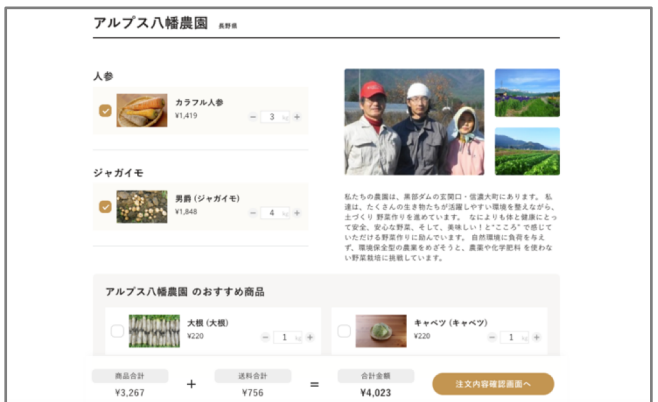 アルプス八幡農園 長野県
人参
カラフル人参
¥1,419
3 kg
ジャガイモ
男爵 (ジャガイモ)
¥1,848
4 kg
私たちの農園は、黒部ダムの玄関口・信濃大町にあります。 私
達は、たくさんの生き物たちが活躍しやすい環境を整えながら、
土づくり 野菜作りを進めています。 なによりも体と健康にとっ
て安全、安心な野菜、そして、美味しい！と"こころ" で感じて
いただける野菜作りに励んでいます。 自然環境に負荷を与え
ず、環境保全型の農業をめざそうと、農薬や化学肥料 を使わな
い野菜栽培に挑戦しています。
アルプス八幡農園 のおすすめ商品
大根 (大根)
¥220
1 kg
キャベツ (キャベツ)
¥220
1 kg
商品合計
¥3,267
+
送料合計
¥756
=
合計金額
¥4,023
注文内容確認画面へ